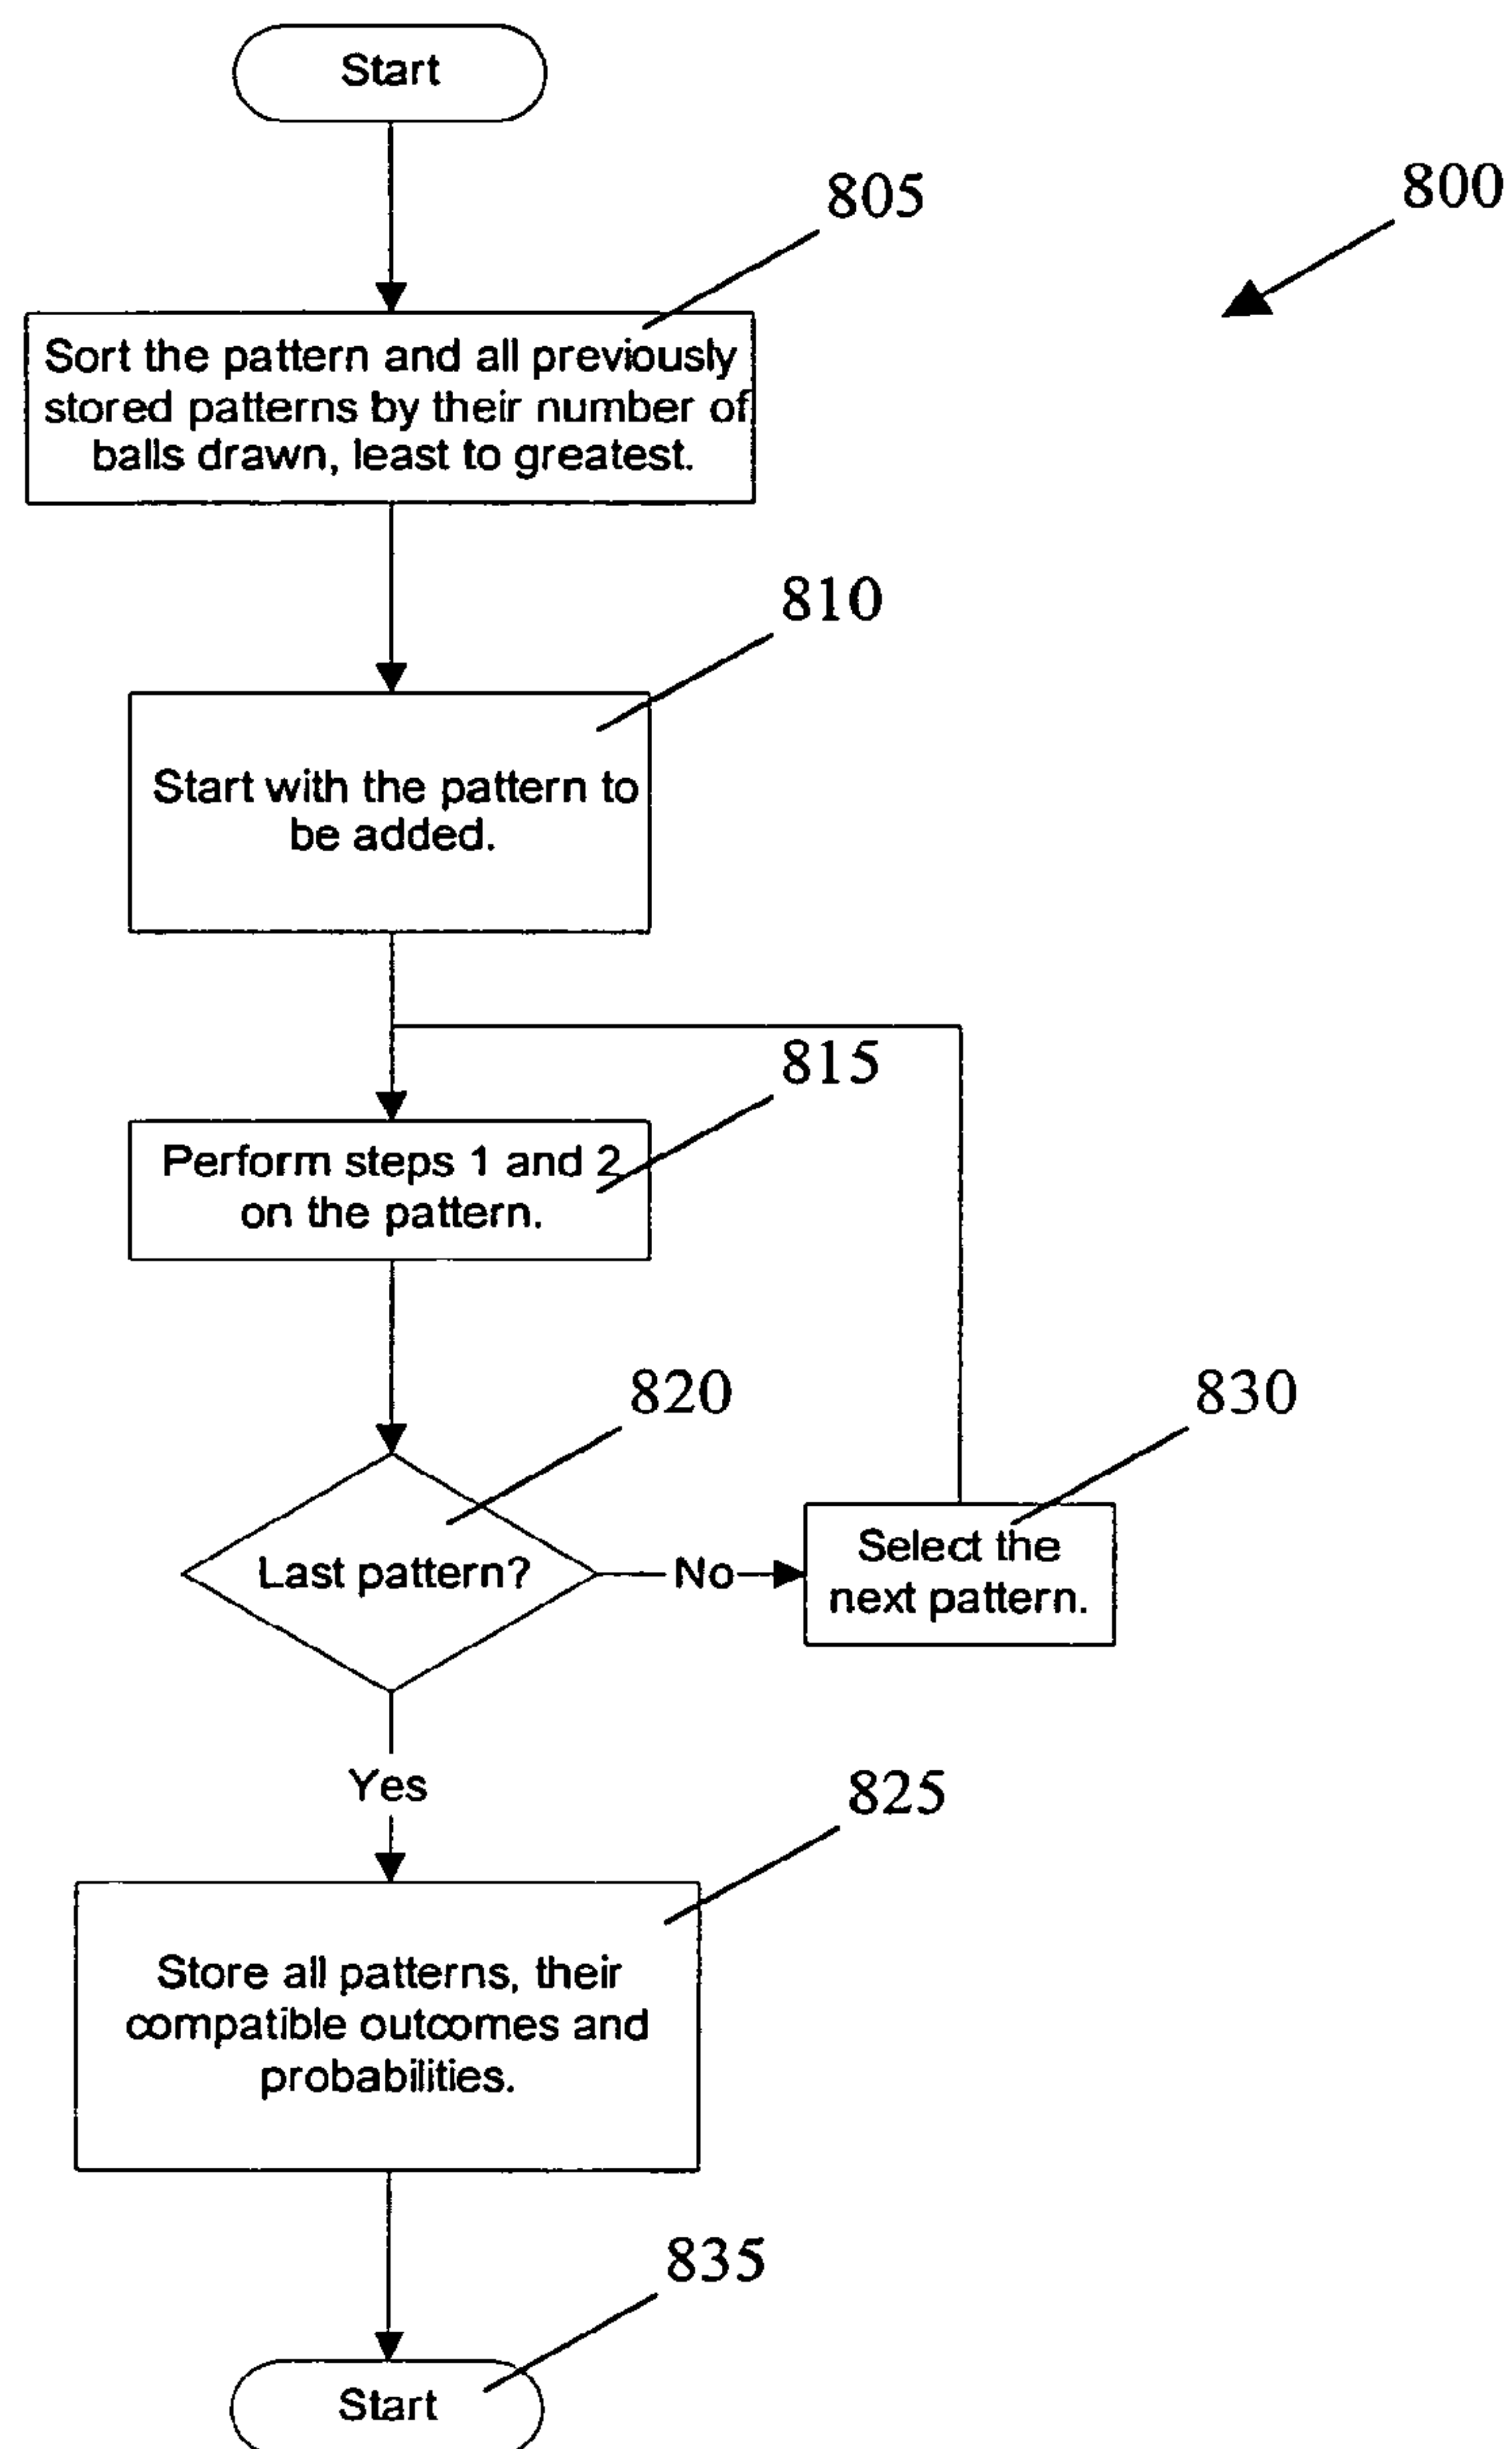 Start
805
800
Sort the pattern and all previously
stored patterns by their number of
balls drawn, least to greatest.
810
Start with the pattern to
be added.
815
Perform steps 1 and 2
on the pattern.
820
830
Last pattern?
No
Select the
next pattern.
Yes
825
Store all patterns, their
compatible outcomes and
probabilities.
835
Start